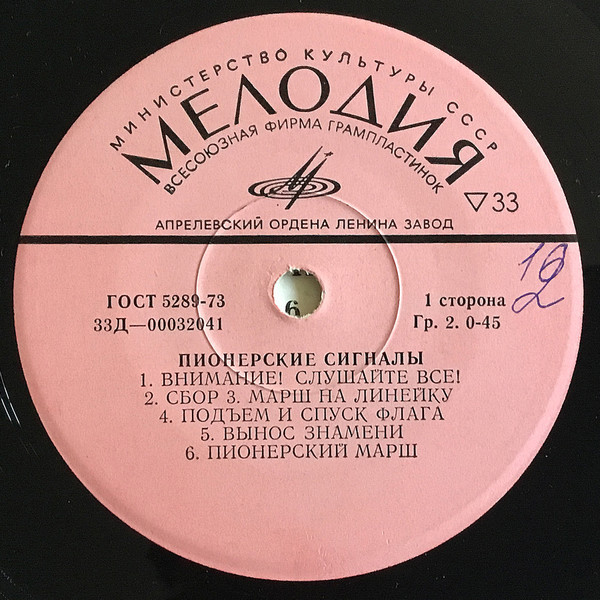 МИНИСТЕРСТВО КУЛЬТУРЫ СССР
МЕЛОДИЯ
ВСЕСОЮЗНАЯ ФИРМА ГРАМПЛАСТИНОК
▽33
АПРЕЛЕВСКИЙ ОРДЕНА ЛЕНИНА ЗАВОД
ГОСТ 5289-73
33Д—00032041
6
1 сторона
Гр. 2. 0-45
ПИОНЕРСКИЕ СИГНАЛЫ
1. ВНИМАНИЕ! СЛУШАЙТЕ ВСЕ!
2. СБОР 3. МАРШ НА ЛИНЕЙКУ
4. ПОДЪЕМ И СПУСК ФЛАГА
5. ВЫНОС ЗНАМЕНИ
6. ПИОНЕРСКИЙ МАРШ